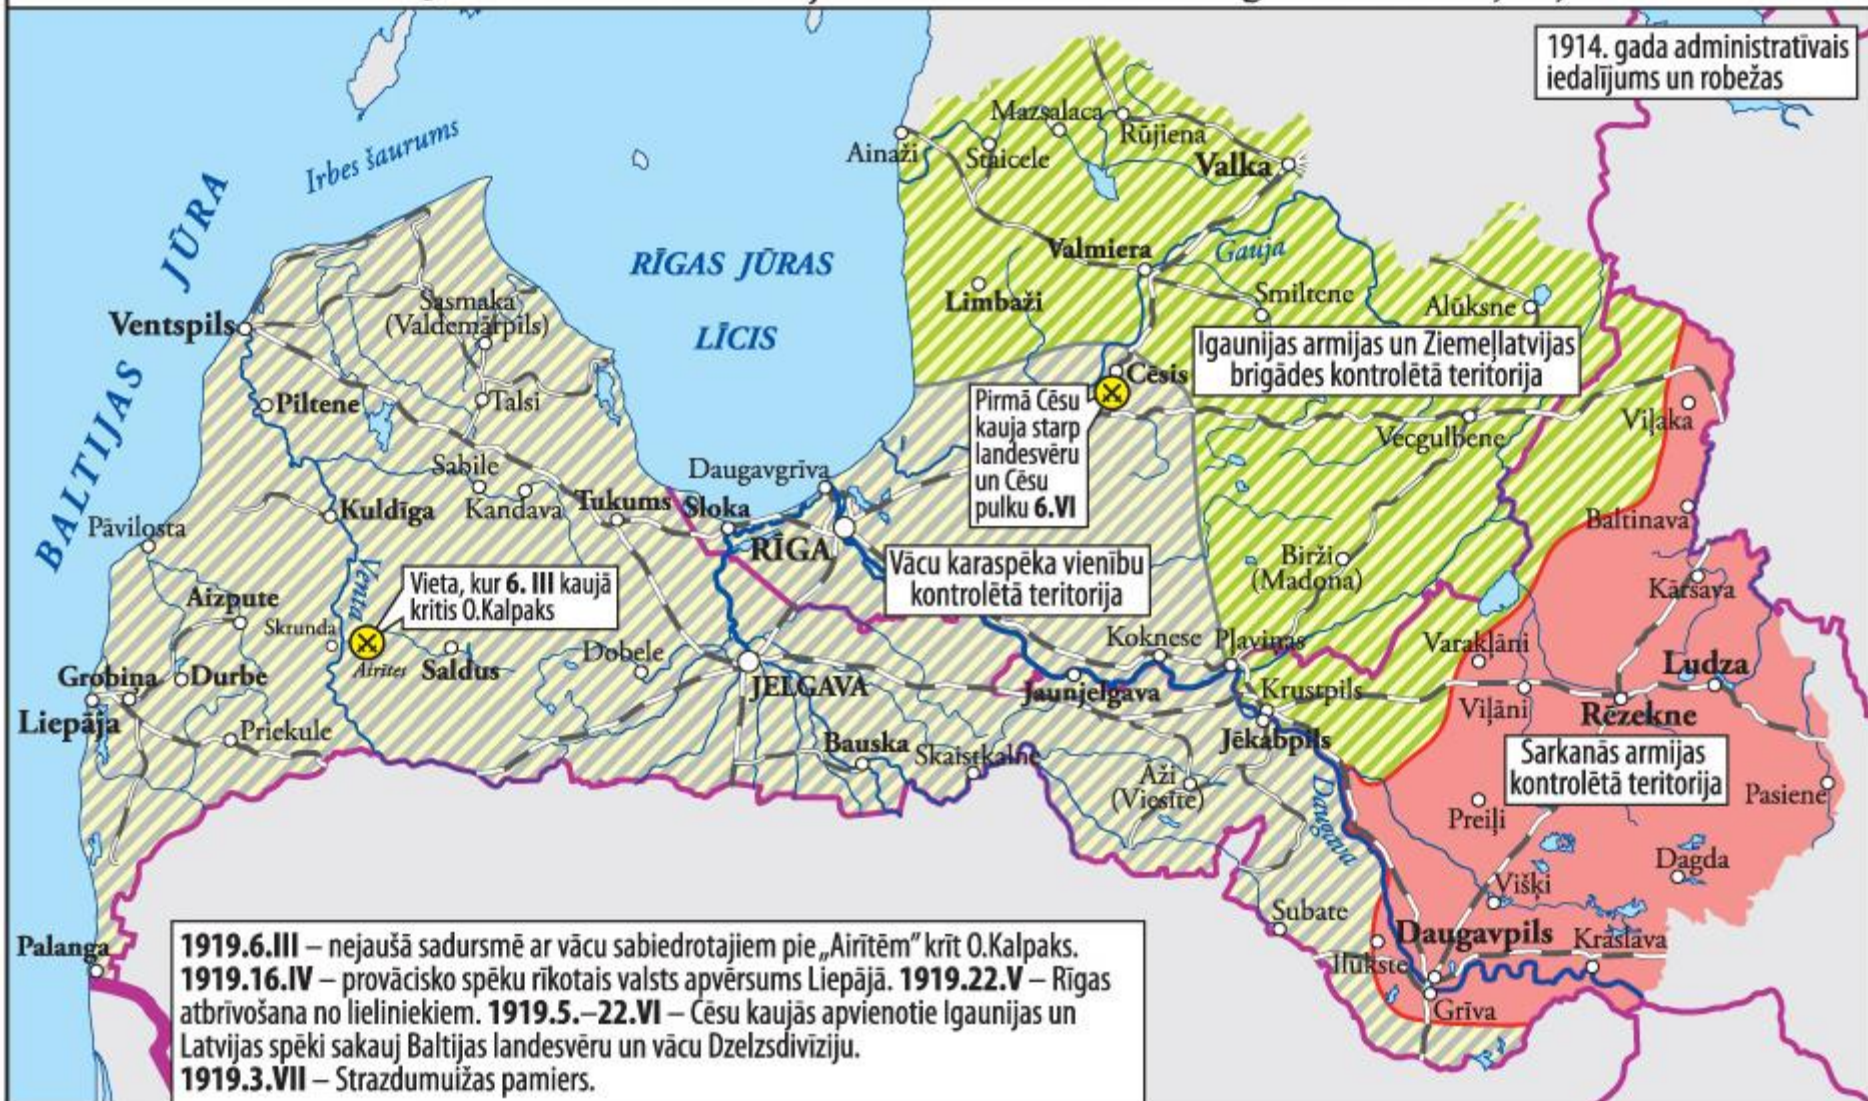 1914. gada administratīvais
iedalījums un robežas
Irbes šaurums
BALTIJAS JŪRA
RĪGAS JŪRAS
LĪCIS
Ainaži
Staicele
Mazsalaca
Rūjiena
Valka
Valmiera
Gauja
Limbaži
Smiltene
Alūksne
Igaunijas armijas un Ziemeļlatvijas
brigādes kontrolētā teritorija
Cēsis
Pirmā Cēsu
kauja starp
landesvēru
un Cēsu
pulku 6.VI
Vecgulbene
Viļaka
Baltinava
Birži
(Madona)
Kārsava
Ventspils
Sasmaka
(Valdemārpils)
Piltene
Talsi
Sabile
Kandava
Tukums
Sloka
Daugavgrīva
RĪGA
Kuldīga
Pāvilosta
Venta
Vācu karaspēka vienību
kontrolētā teritorija
Vieta, kur 6. III kaujā
kritis O.Kalpaks
Aizpute
Skrunda
Airītes
Saldus
Dobele
JELGAVA
Grobiņa
Durbe
Liepāja
Priekule
Bauska
Skaistkalne
Koknese
Pļaviņas
Jaunjelgava
Krustpils
Jēkabpils
Aži
(Viesīte)
Daugava
Varakļāni
Viļāni
Rēzekne
Ludza
Sarkanās armijas
kontrolētā teritorija
Pasiene
Preiļi
Dagda
Višķi
Subate
Daugavpils
Krāslava
Ilūkste
Grīva
Palanga
1919.6.III – nejaušā sadursmē ar vācu sabiedrotajiem pie „Airītēm” krīt O.Kalpaks.
1919.16.IV – provācisko spēku rīkotais valsts apvērsums Liepājā. 1919.22.V – Rīgas
atbrīvošana no lieliniekiem. 1919.5.–22.VI – Cēsu kaujās apvienotie Igaunijas un
Latvijas spēki sakauj Baltijas landesvēru un vācu Dzelzsdivīziju.
1919.3.VII – Strazdumuižas pamiers.